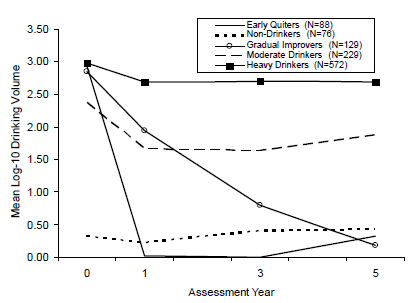 Early Quiters (N=88)
Non-Drinkers (N=76)
Gradual Improvers (N=129)
Moderate Drinkers (N=229)
Heavy Drinkers (N=572)
3.50
3.00
2.50
2.00
1.50
1.00
0.50
0.00
Mean Log-10 Drinking Volume
0 1 3 5
Assessment Year